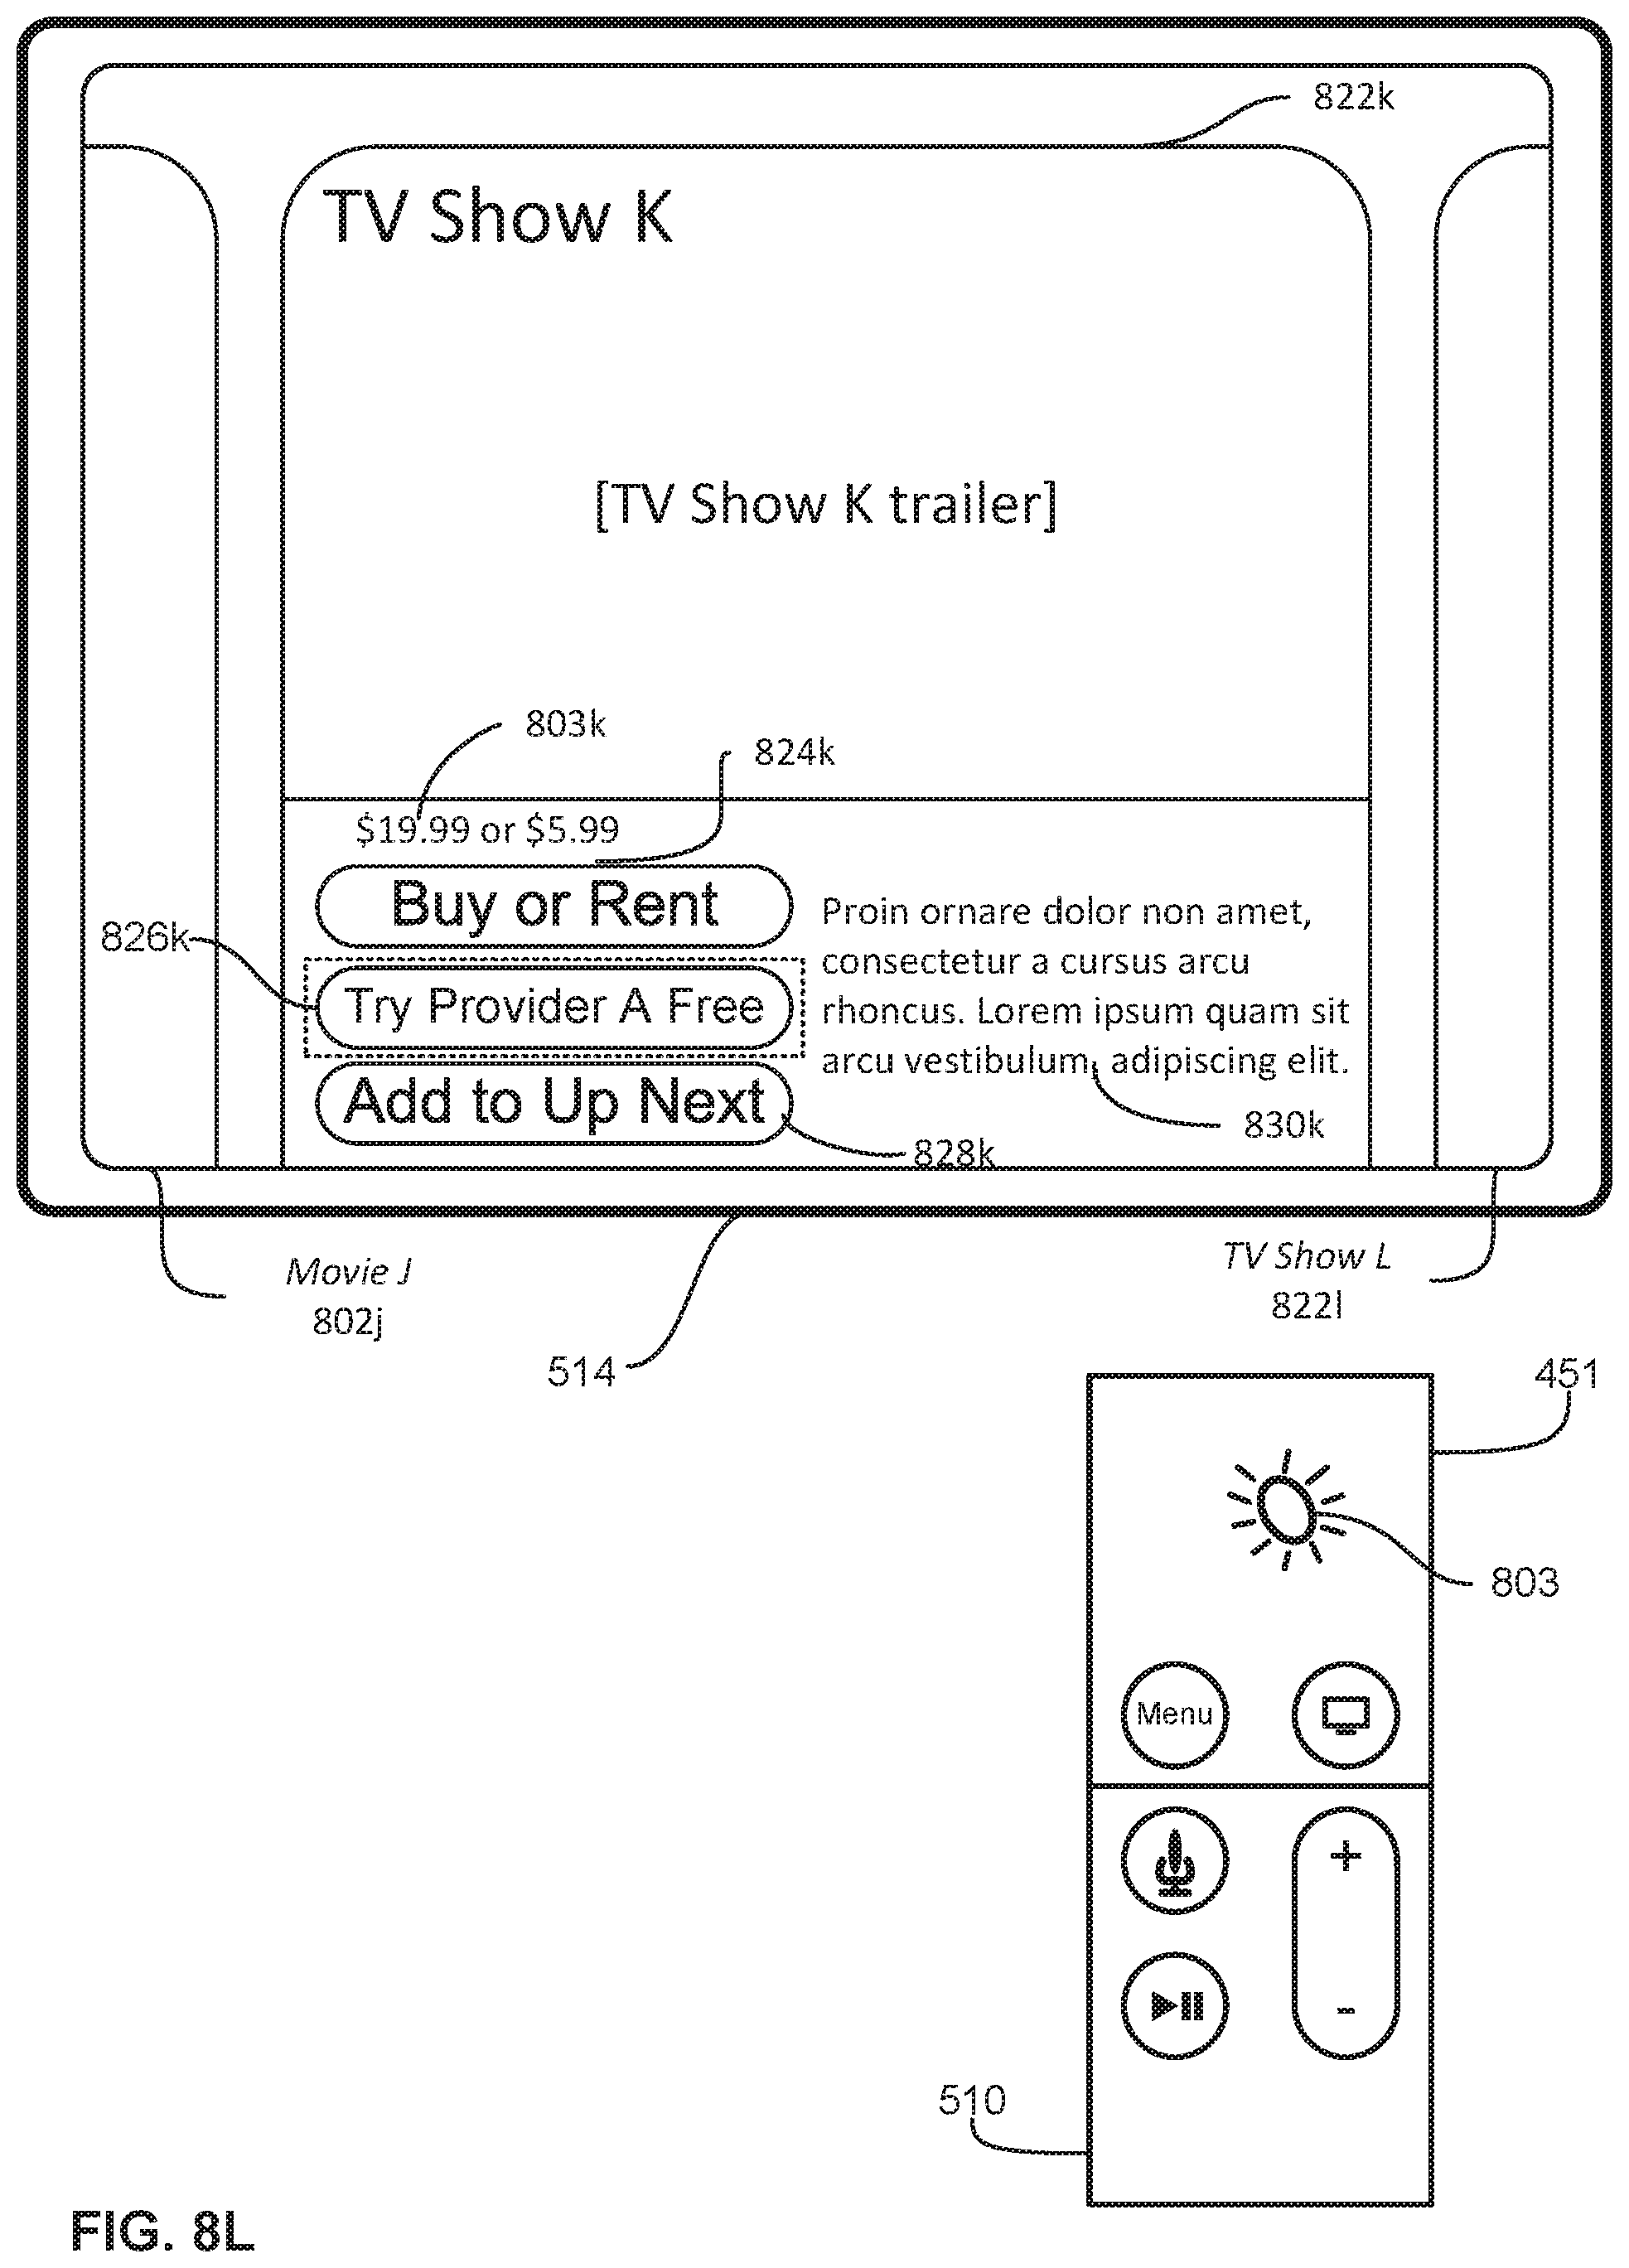 822k
TV Show K
[TV Show K trailer]
803k
824k
$19.99 or $5.99
Buy or Rent
826k
Try Provider A Free
Add to Up Next
Proin ornare dolor non amet,
consectetur a cursus arcu
rhoncus. Lorem ipsum quam sit
arcu vestibulum, adipiscing elit.
830k
828k
Movie J
802j
TV Show L
822l
514
451
803
Menu
+
-
510
FIG. 8L